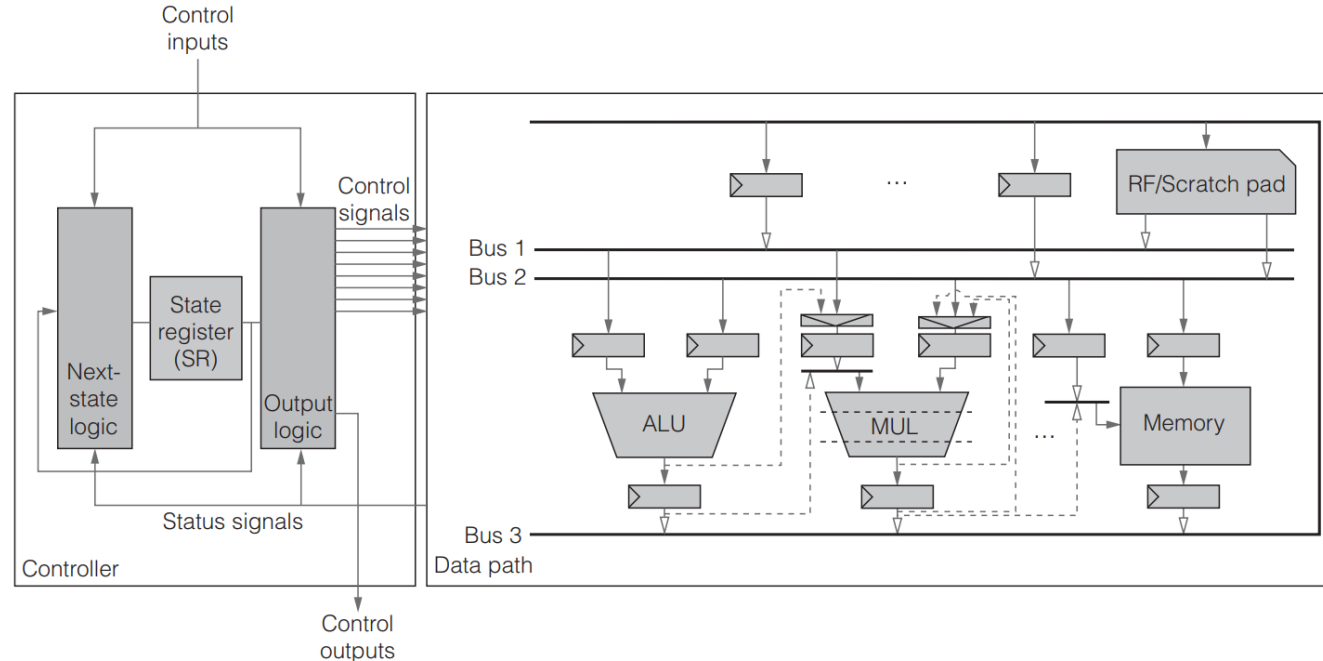 Control
inputs
Control
signals
State
register
(SR)
Next-
state
logic
Output
logic
Status signals
Controller
Control
outputs
...
RF/Scratch pad
Bus 1
Bus 2
ALU
MUL
...
Memory
Bus 3
Data path